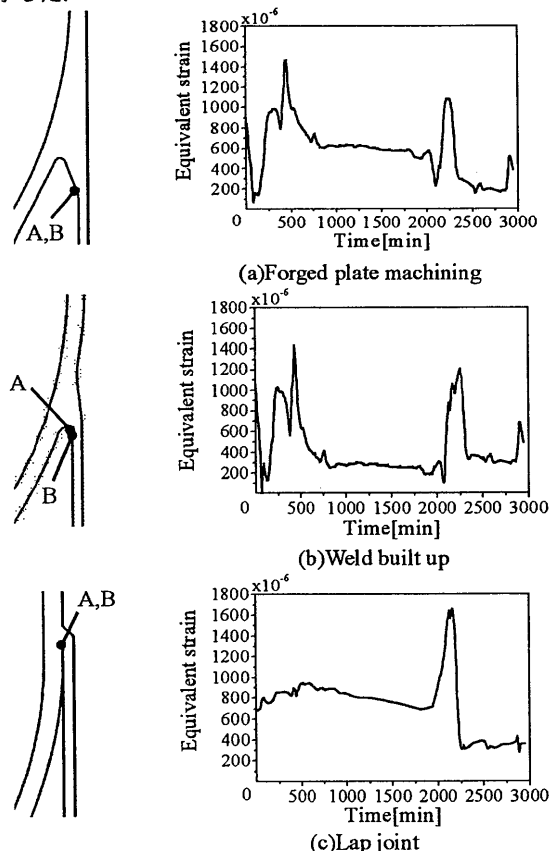 A,B
1800 x10⁻⁶
1600
1400
1200
1000
800
600
400
200
Equivalent strain
0 500 1000 1500 2000 2500 3000
Time[min]
(a)Forged plate machining
A
B
1800 x10⁻⁶
1600
1400
1200
1000
800
600
400
200
Equivalent strain
0 500 1000 1500 2000 2500 3000
Time[min]
(b)Weld built up
A,B
1800 x10⁻⁶
1600
1400
1200
1000
800
600
400
200
Equivalent strain
0 500 1000 1500 2000 2500 3000
Time[min]
(c)Lap joint